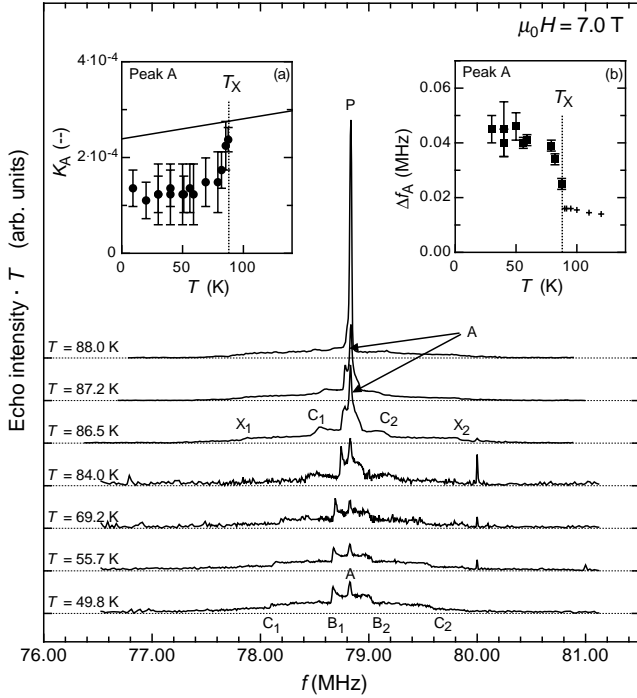 μ₀H = 7.0 T
Peak A
(a)
Tₓ
4·10⁻⁴
2·10⁻⁴
0
K_A (--)
0
50
100
T (K)
Peak A
(b)
Tₓ
0.06
0.04
0.02
0.00
Δf_A (MHz)
0
50
100
T (K)
P
A
T = 88.0 K
T = 87.2 K
T = 86.5 K
X₁
C₁
C₂
X₂
T = 84.0 K
T = 69.2 K
T = 55.7 K
T = 49.8 K
A
C₁
B₁
B₂
C₂
76.00
77.00
78.00
79.00
80.00
81.00
f (MHz)
Echo intensity · T (arb. units)